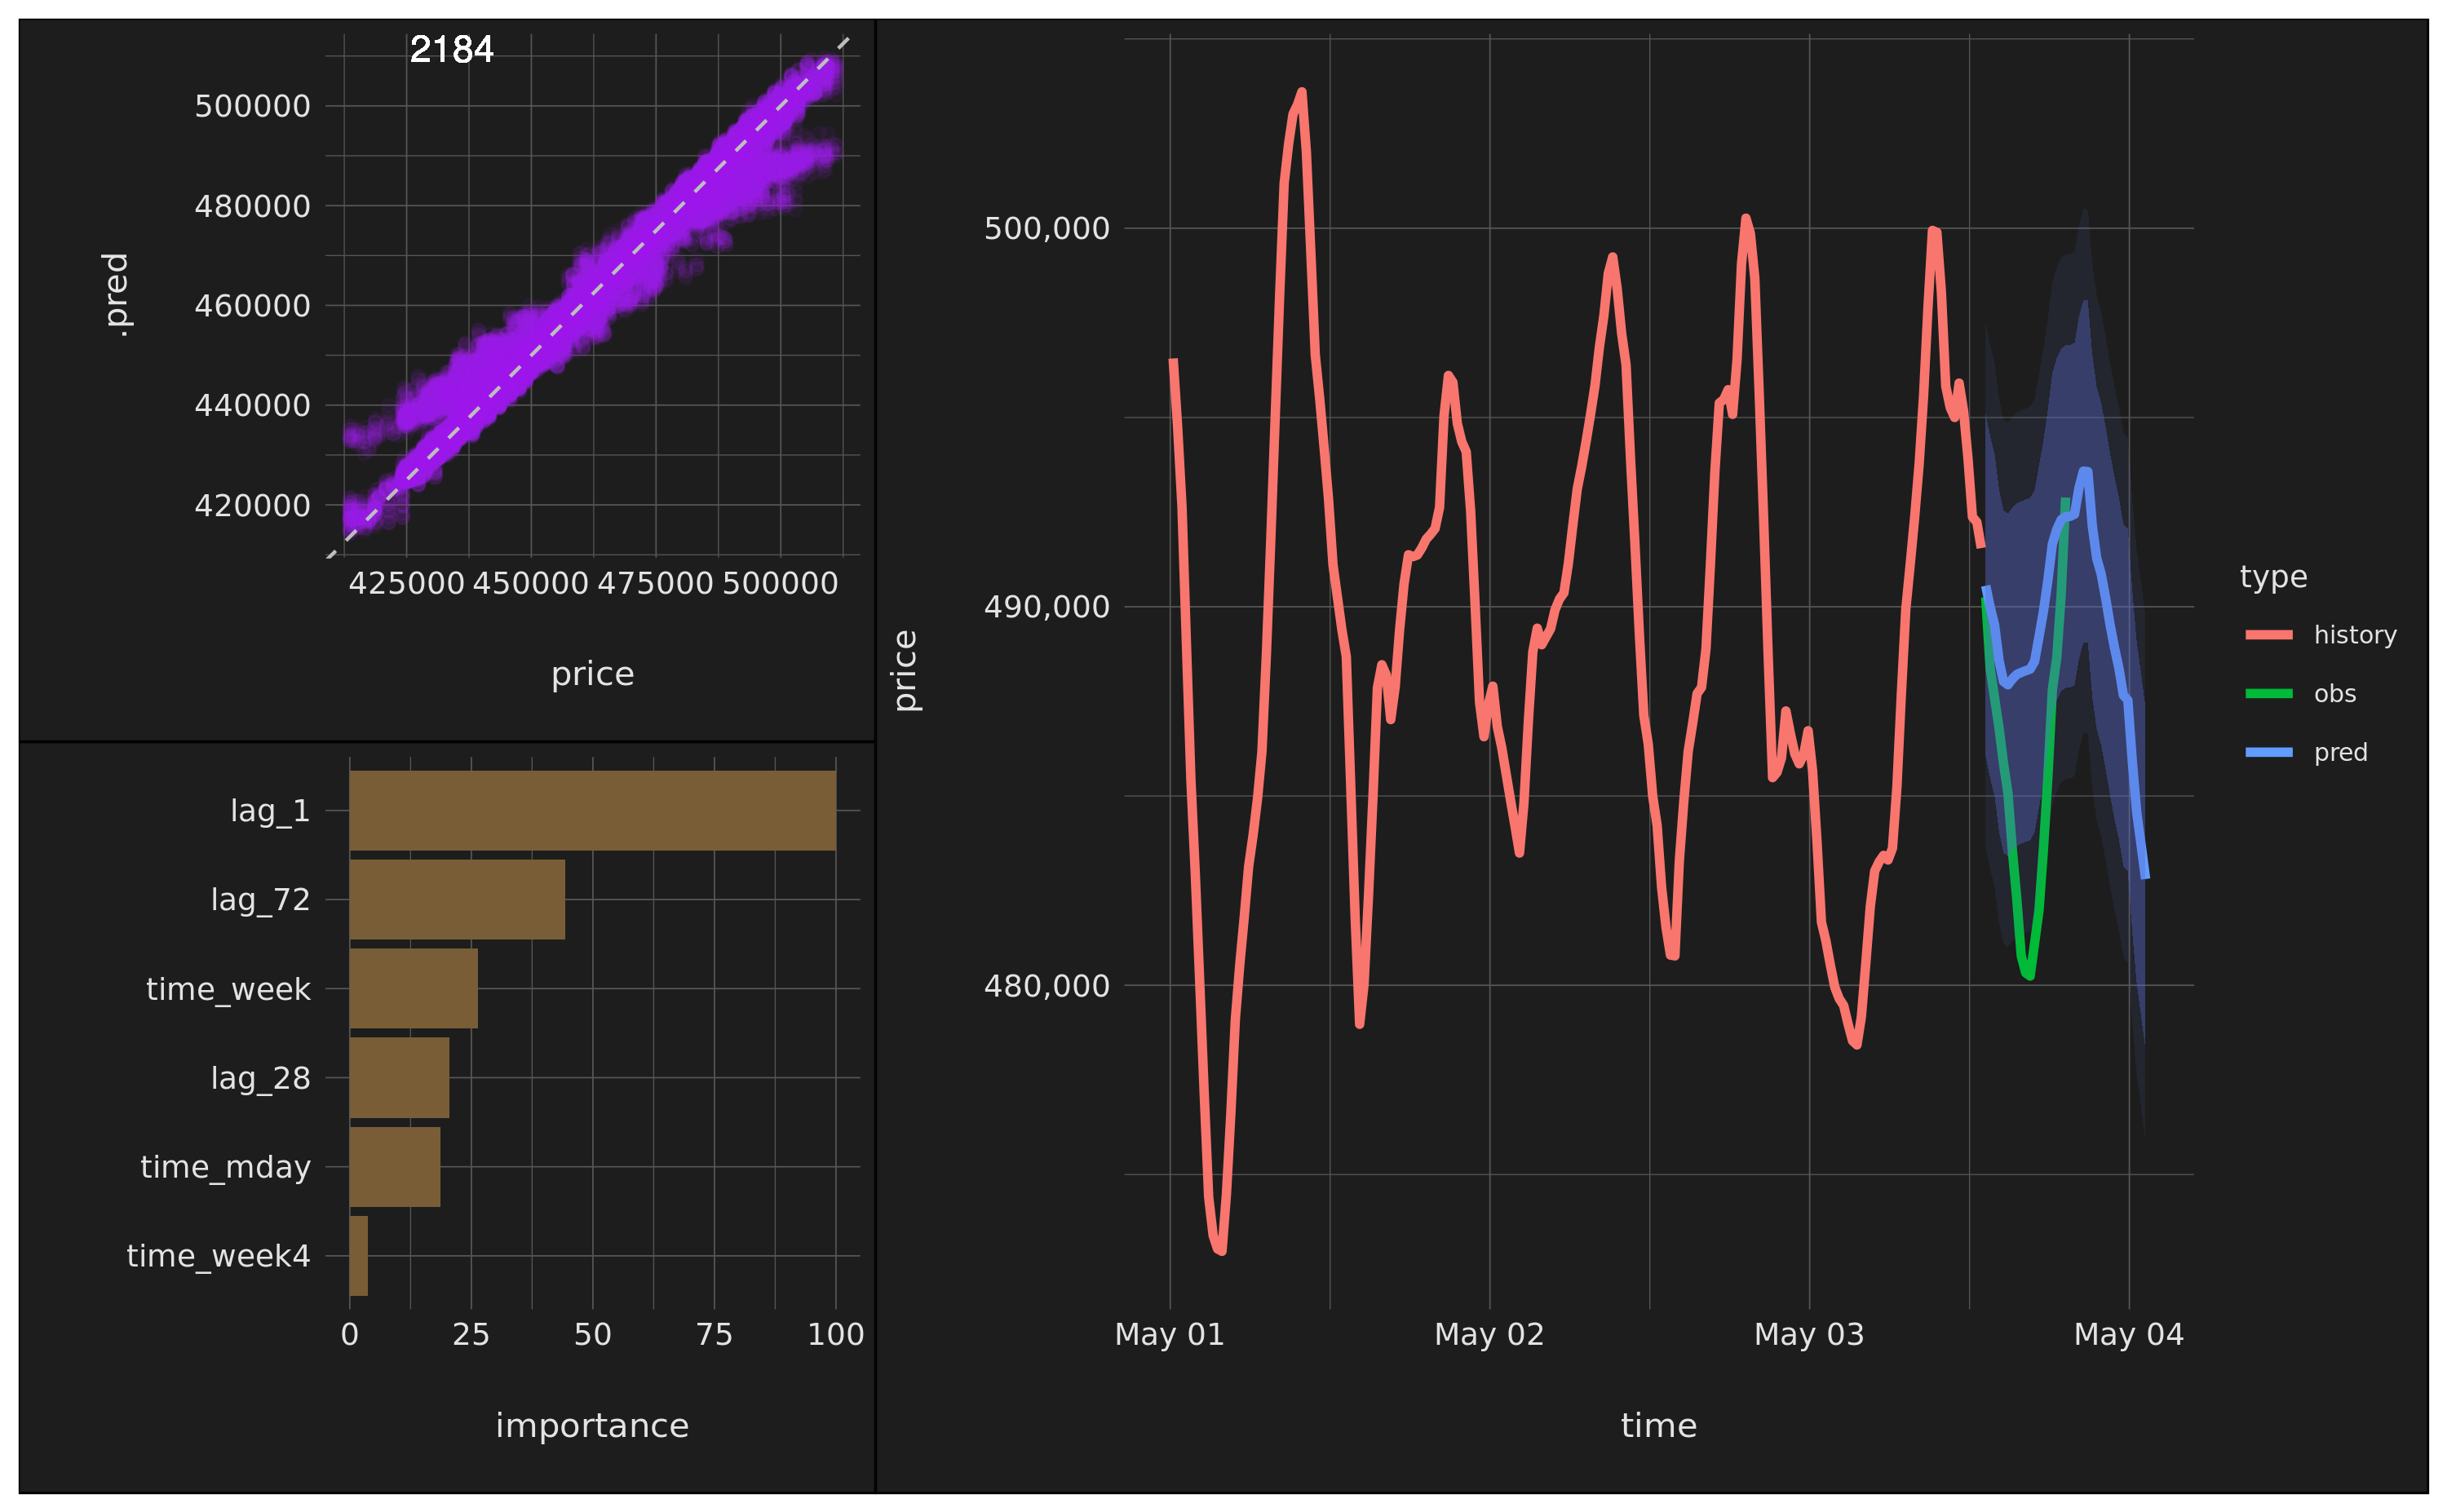 2184
500000
480000
460000
440000
420000
.pred
425000 450000 475000 500000
price
lag_1
lag_72
time_week
lag_28
time_mday
time_week4
0 25 50 75 100
importance
500,000
490,000
480,000
price
May 01 May 02 May 03 May 04
time
type
history
obs
pred